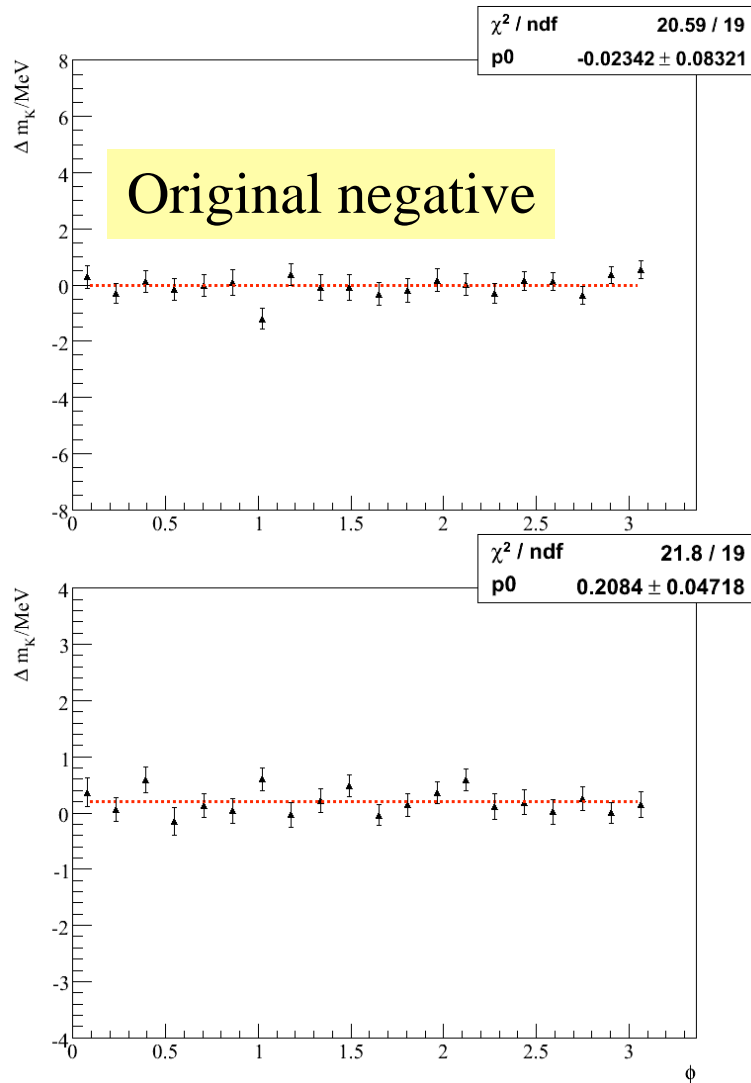 χ² / ndf 20.59 / 19
p0 -0.02342 ± 0.08321
Δ m_K/MeV
8
6
4
2
0
-2
-4
-6
-8
Original negative
0 0.5 1 1.5 2 2.5 3
χ² / ndf 21.8 / 19
p0 0.2084 ± 0.04718
Δ m_K/MeV
4
3
2
1
0
-1
-2
-3
-4
0 0.5 1 1.5 2 2.5 3
ϕ